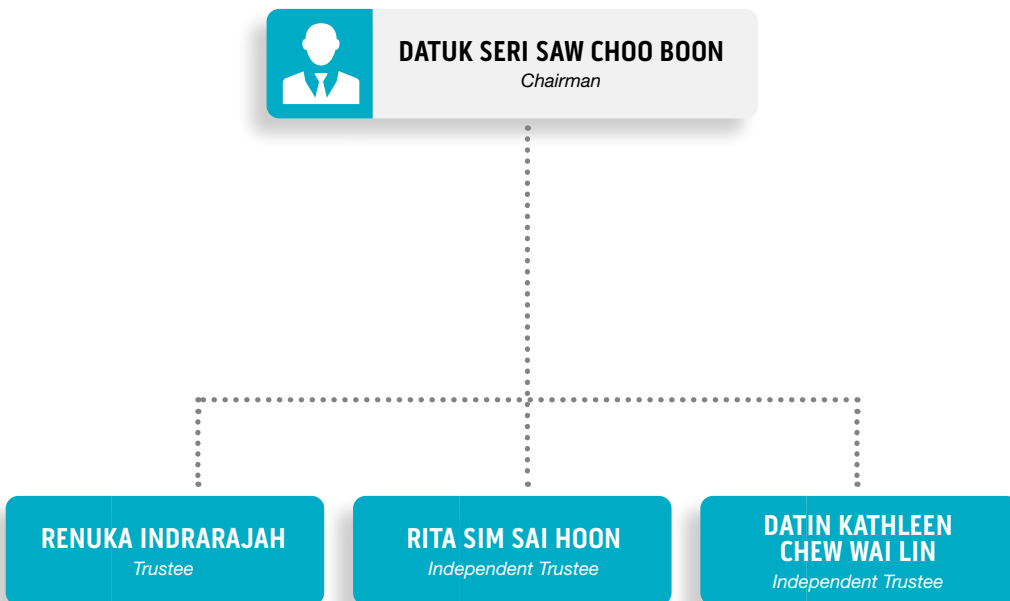 DATUK SERI SAW CHOO BOON
Chairman
RENUKA INDRARAJAH
Trustee
RITA SIM SAI HOON
Independent Trustee
DATIN KATHLEEN
CHEW WAI LIN
Independent Trustee